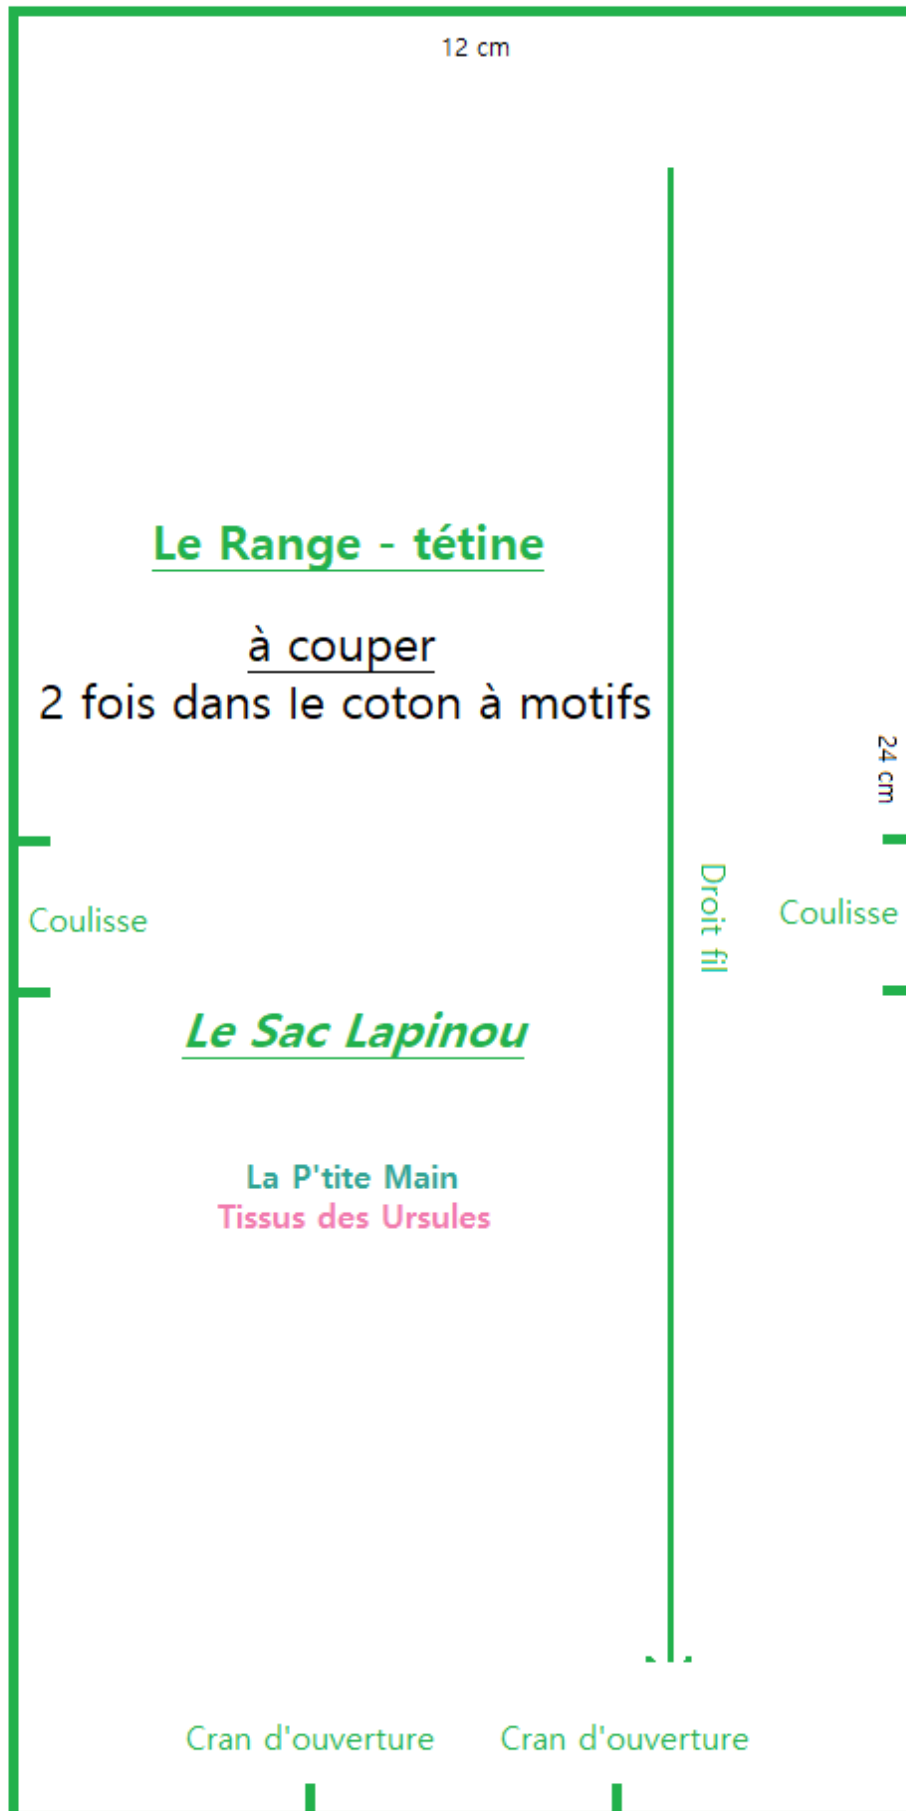 12 cm
Le Range - tétine
à couper
2 fois dans le coton à motifs
24 cm
Droit fil
Coulisse
Coulisse
Le Sac Lapinou
La P'tite Main
Tissus des Ursules
Cran d'ouverture
Cran d'ouverture